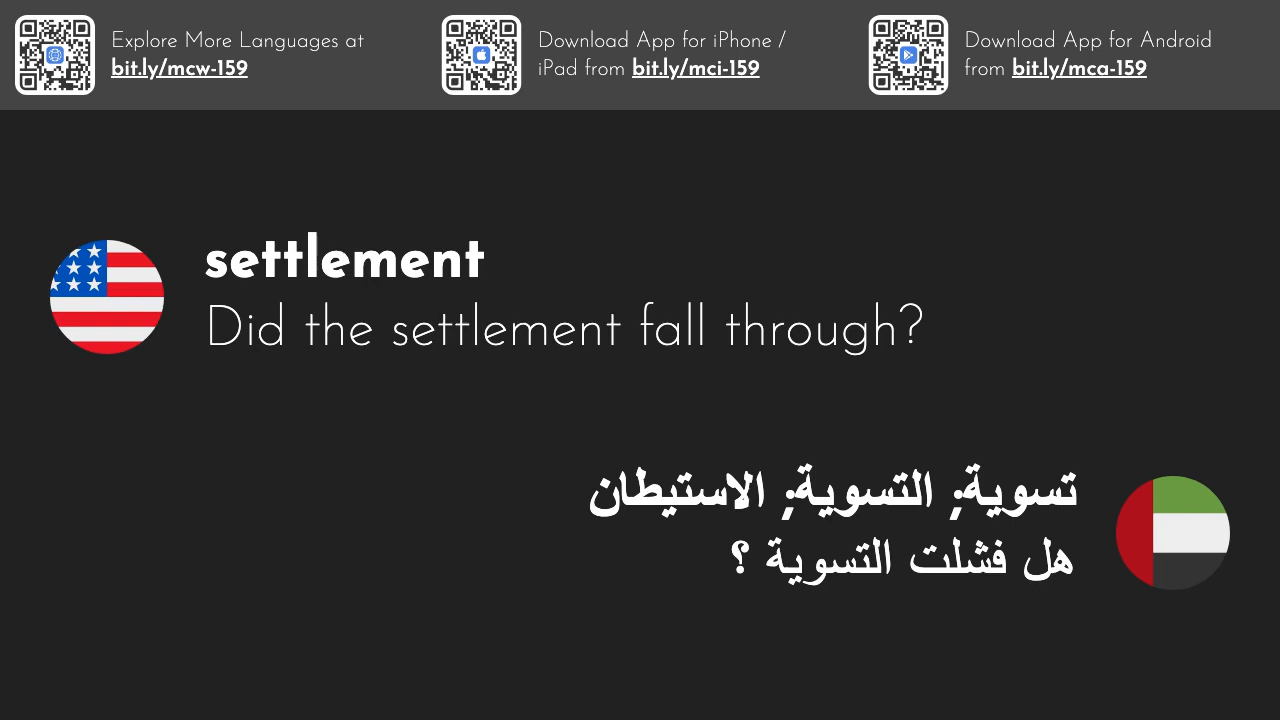 Explore More Languages at
bit.ly/mcw-159
Download App for iPhone /
iPad from bit.ly/mci-159
Download App for Android
from bit.ly/mca-159
settlement
Did the settlement fall through?
تسوية; التسوية; الاستيطان
هل فشلت التسوية ؟